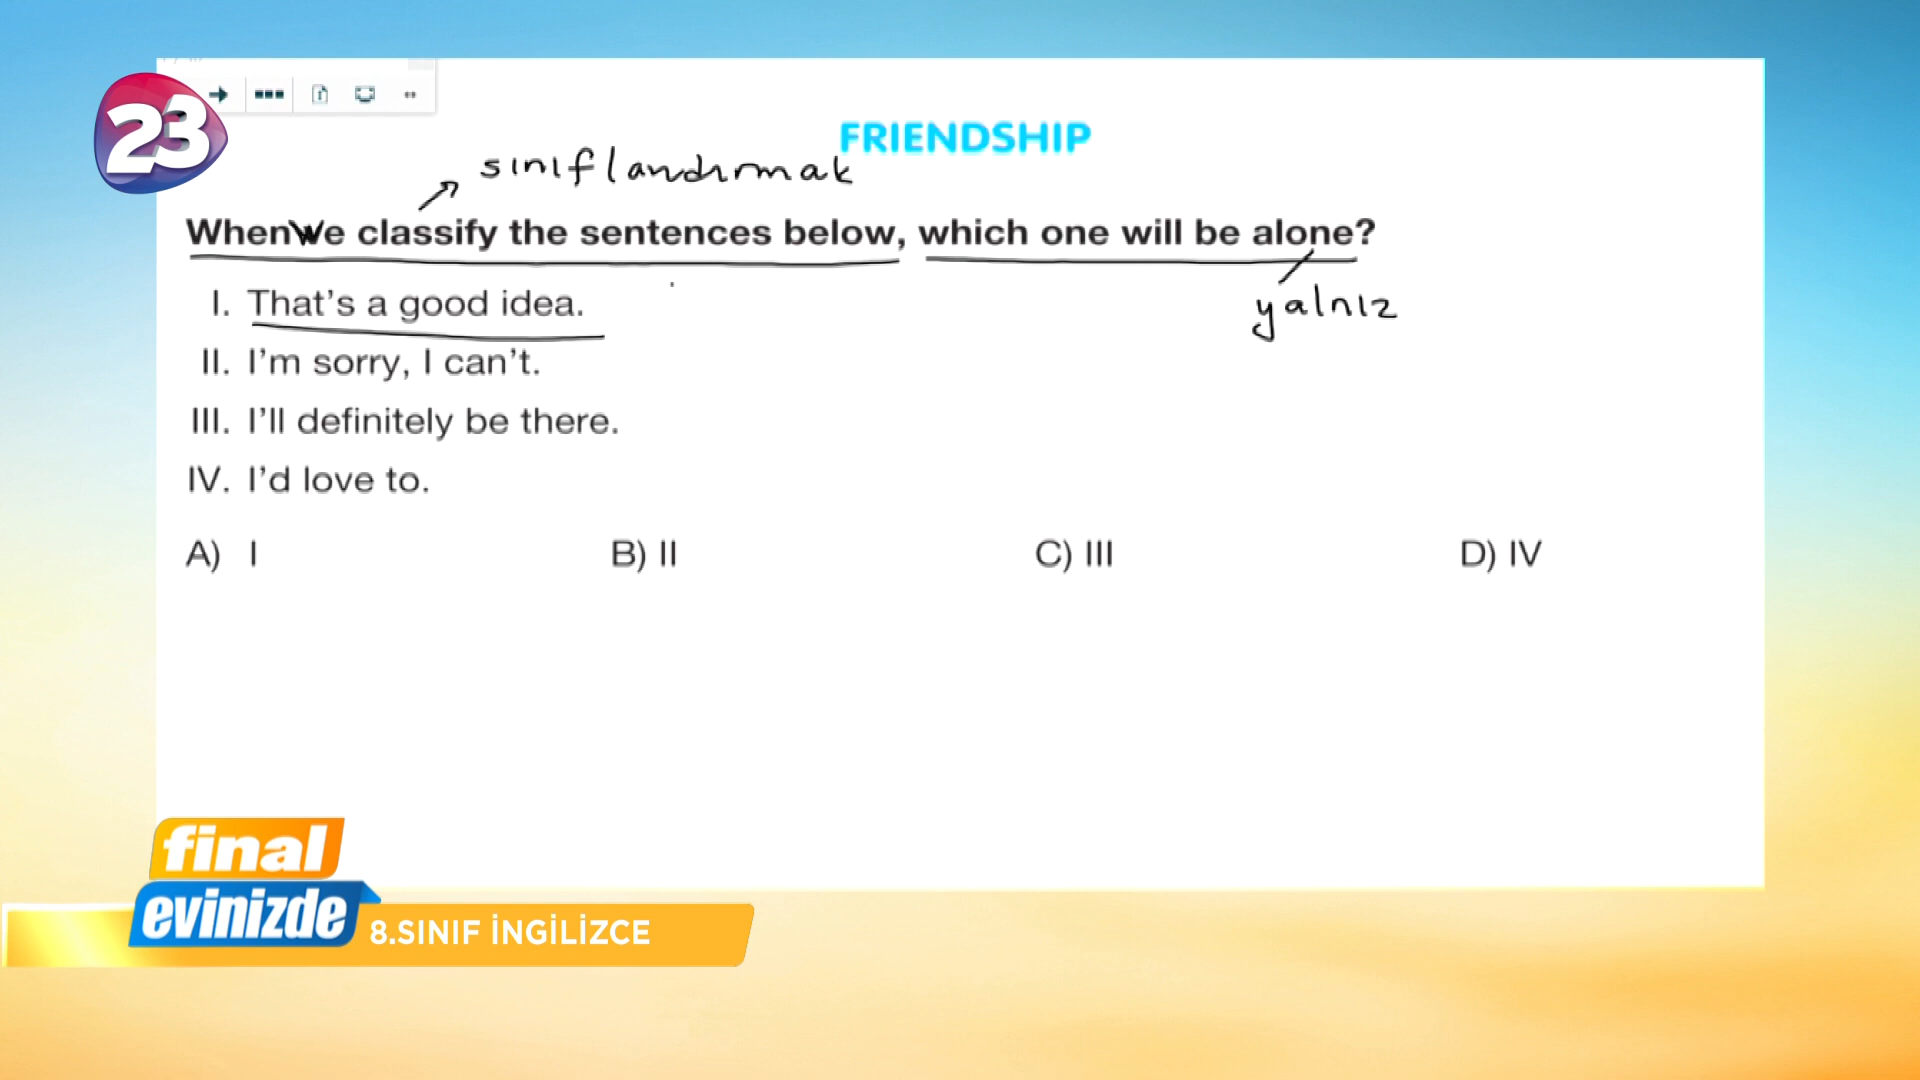 23
FRIENDSHIP
sınıflandırmak
When We classify the sentences below, which one will be alone?
yalnız
I. That's a good idea.
II. I'm sorry, I can't.
III. I'll definitely be there.
IV. I'd love to.
A) I B) II C) III D) IV
final
evinizde
8.SINIF İNGİLİZCE